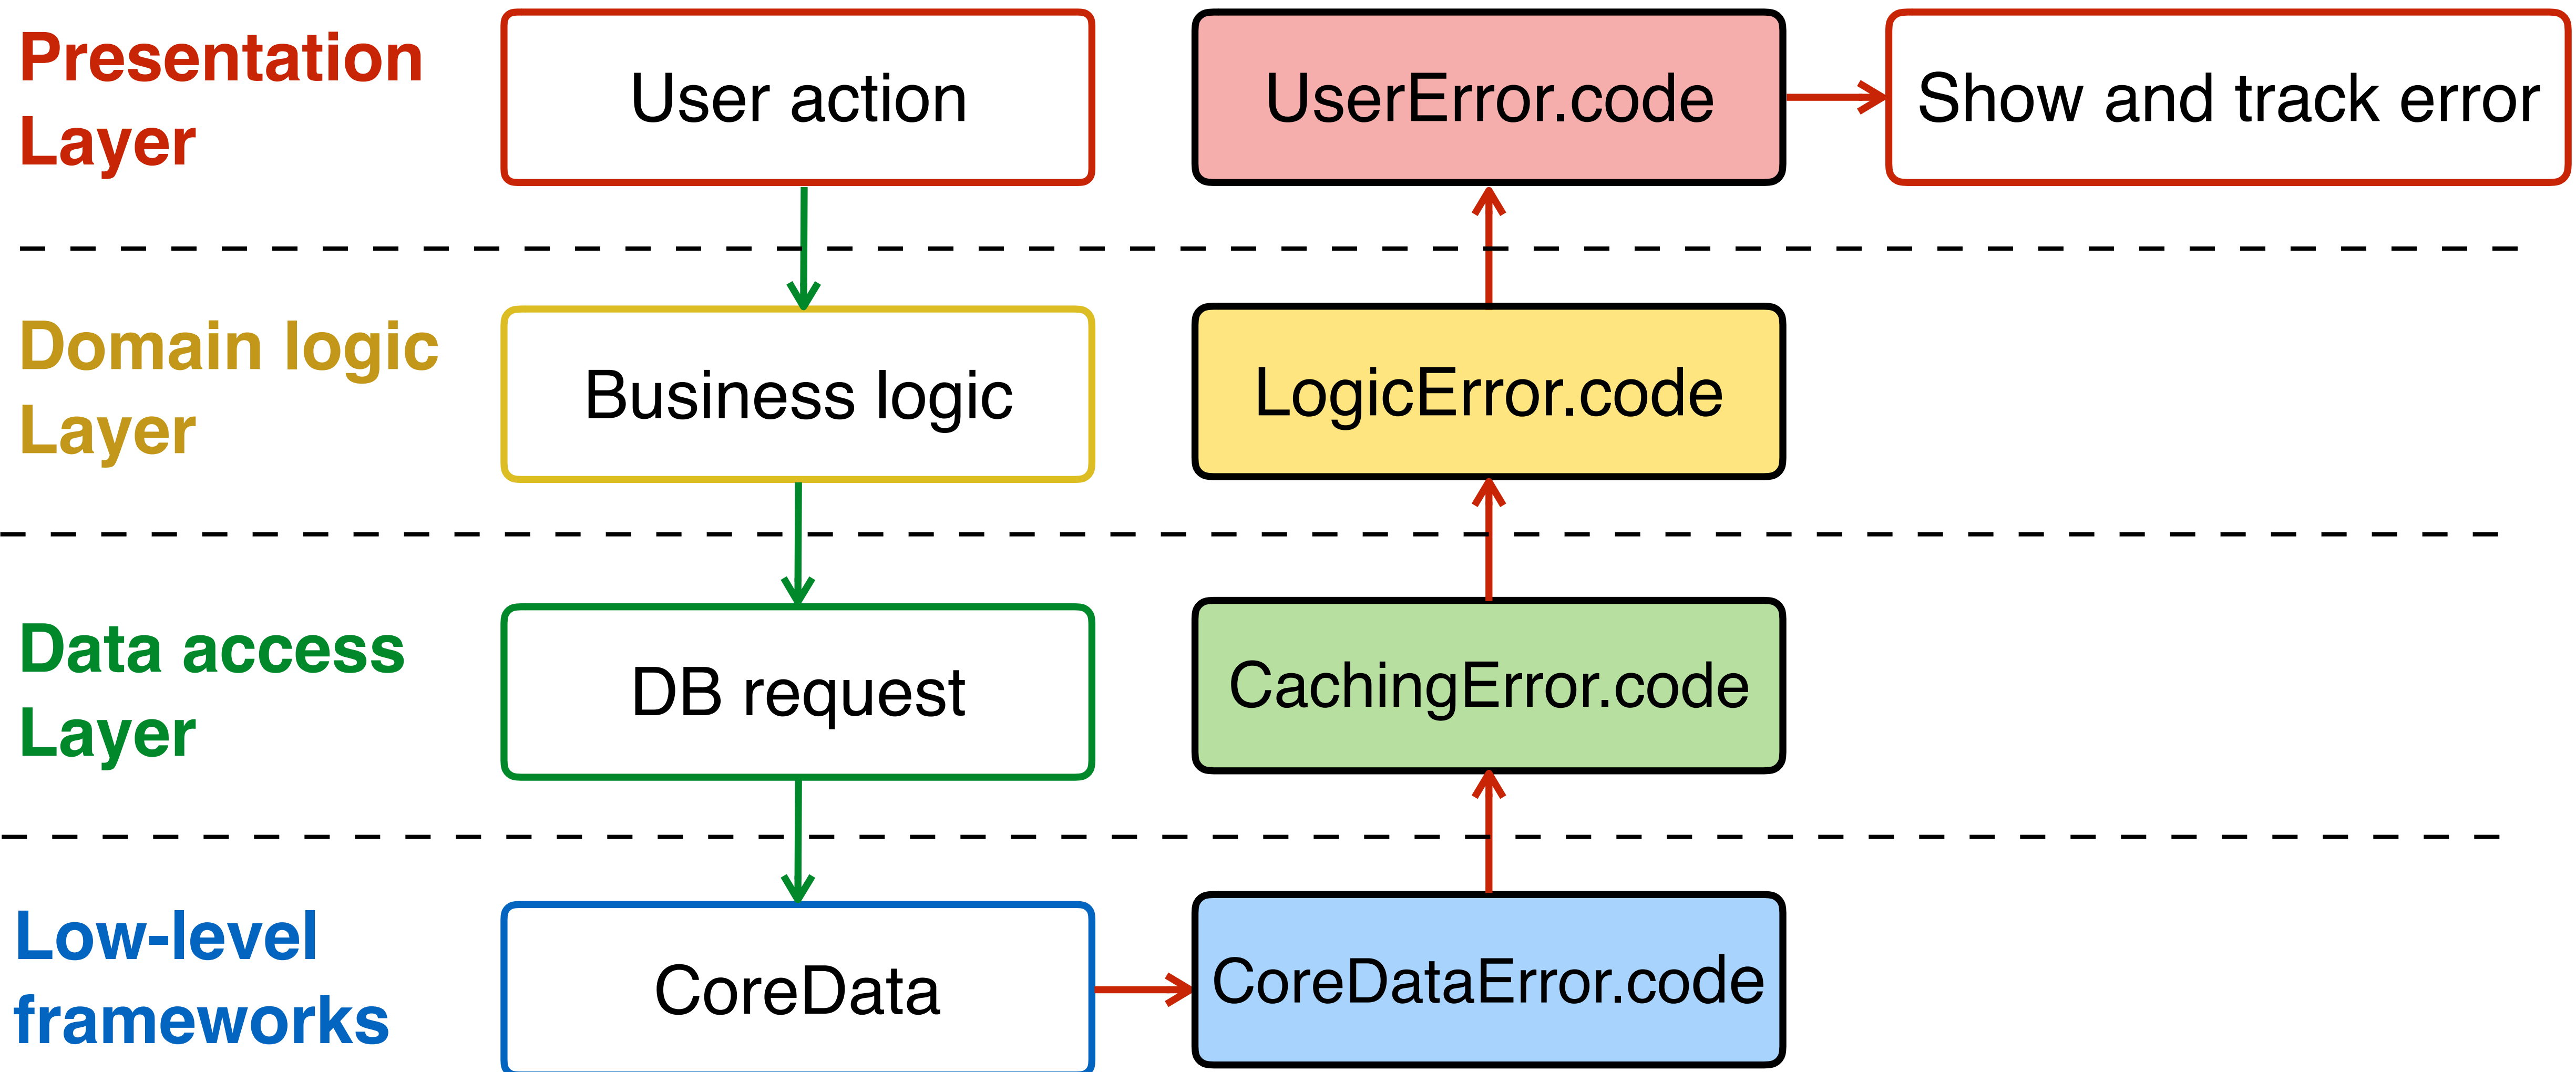 Presentation
Layer
User action
UserError.code
Show and track error
Domain logic
Layer
Business logic
LogicError.code
Data access
Layer
DB request
CachingError.code
Low-level
frameworks
CoreData
CoreDataError.code